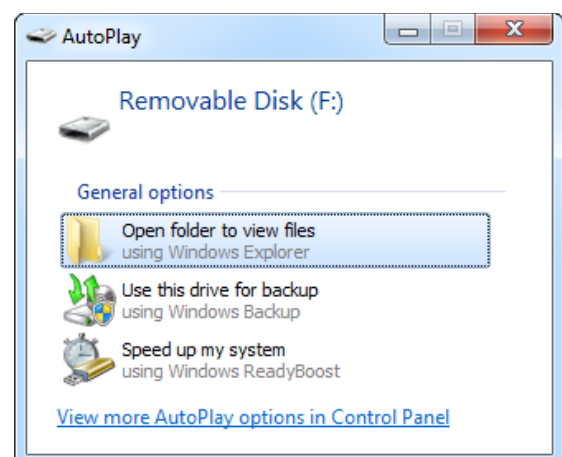 AutoPlay
Removable Disk (F:)
General options
Open folder to view files
using Windows Explorer
Use this drive for backup
using Windows Backup
Speed up my system
using Windows ReadyBoost
View more AutoPlay options in Control Panel